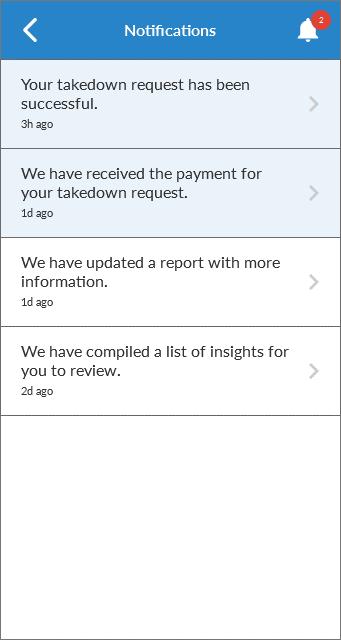 Notifications
2
Your takedown request has been
successful.
3h ago
We have received the payment for
your takedown request.
1d ago
We have updated a report with more
information.
1d ago
We have compiled a list of insights for
you to review.
2d ago